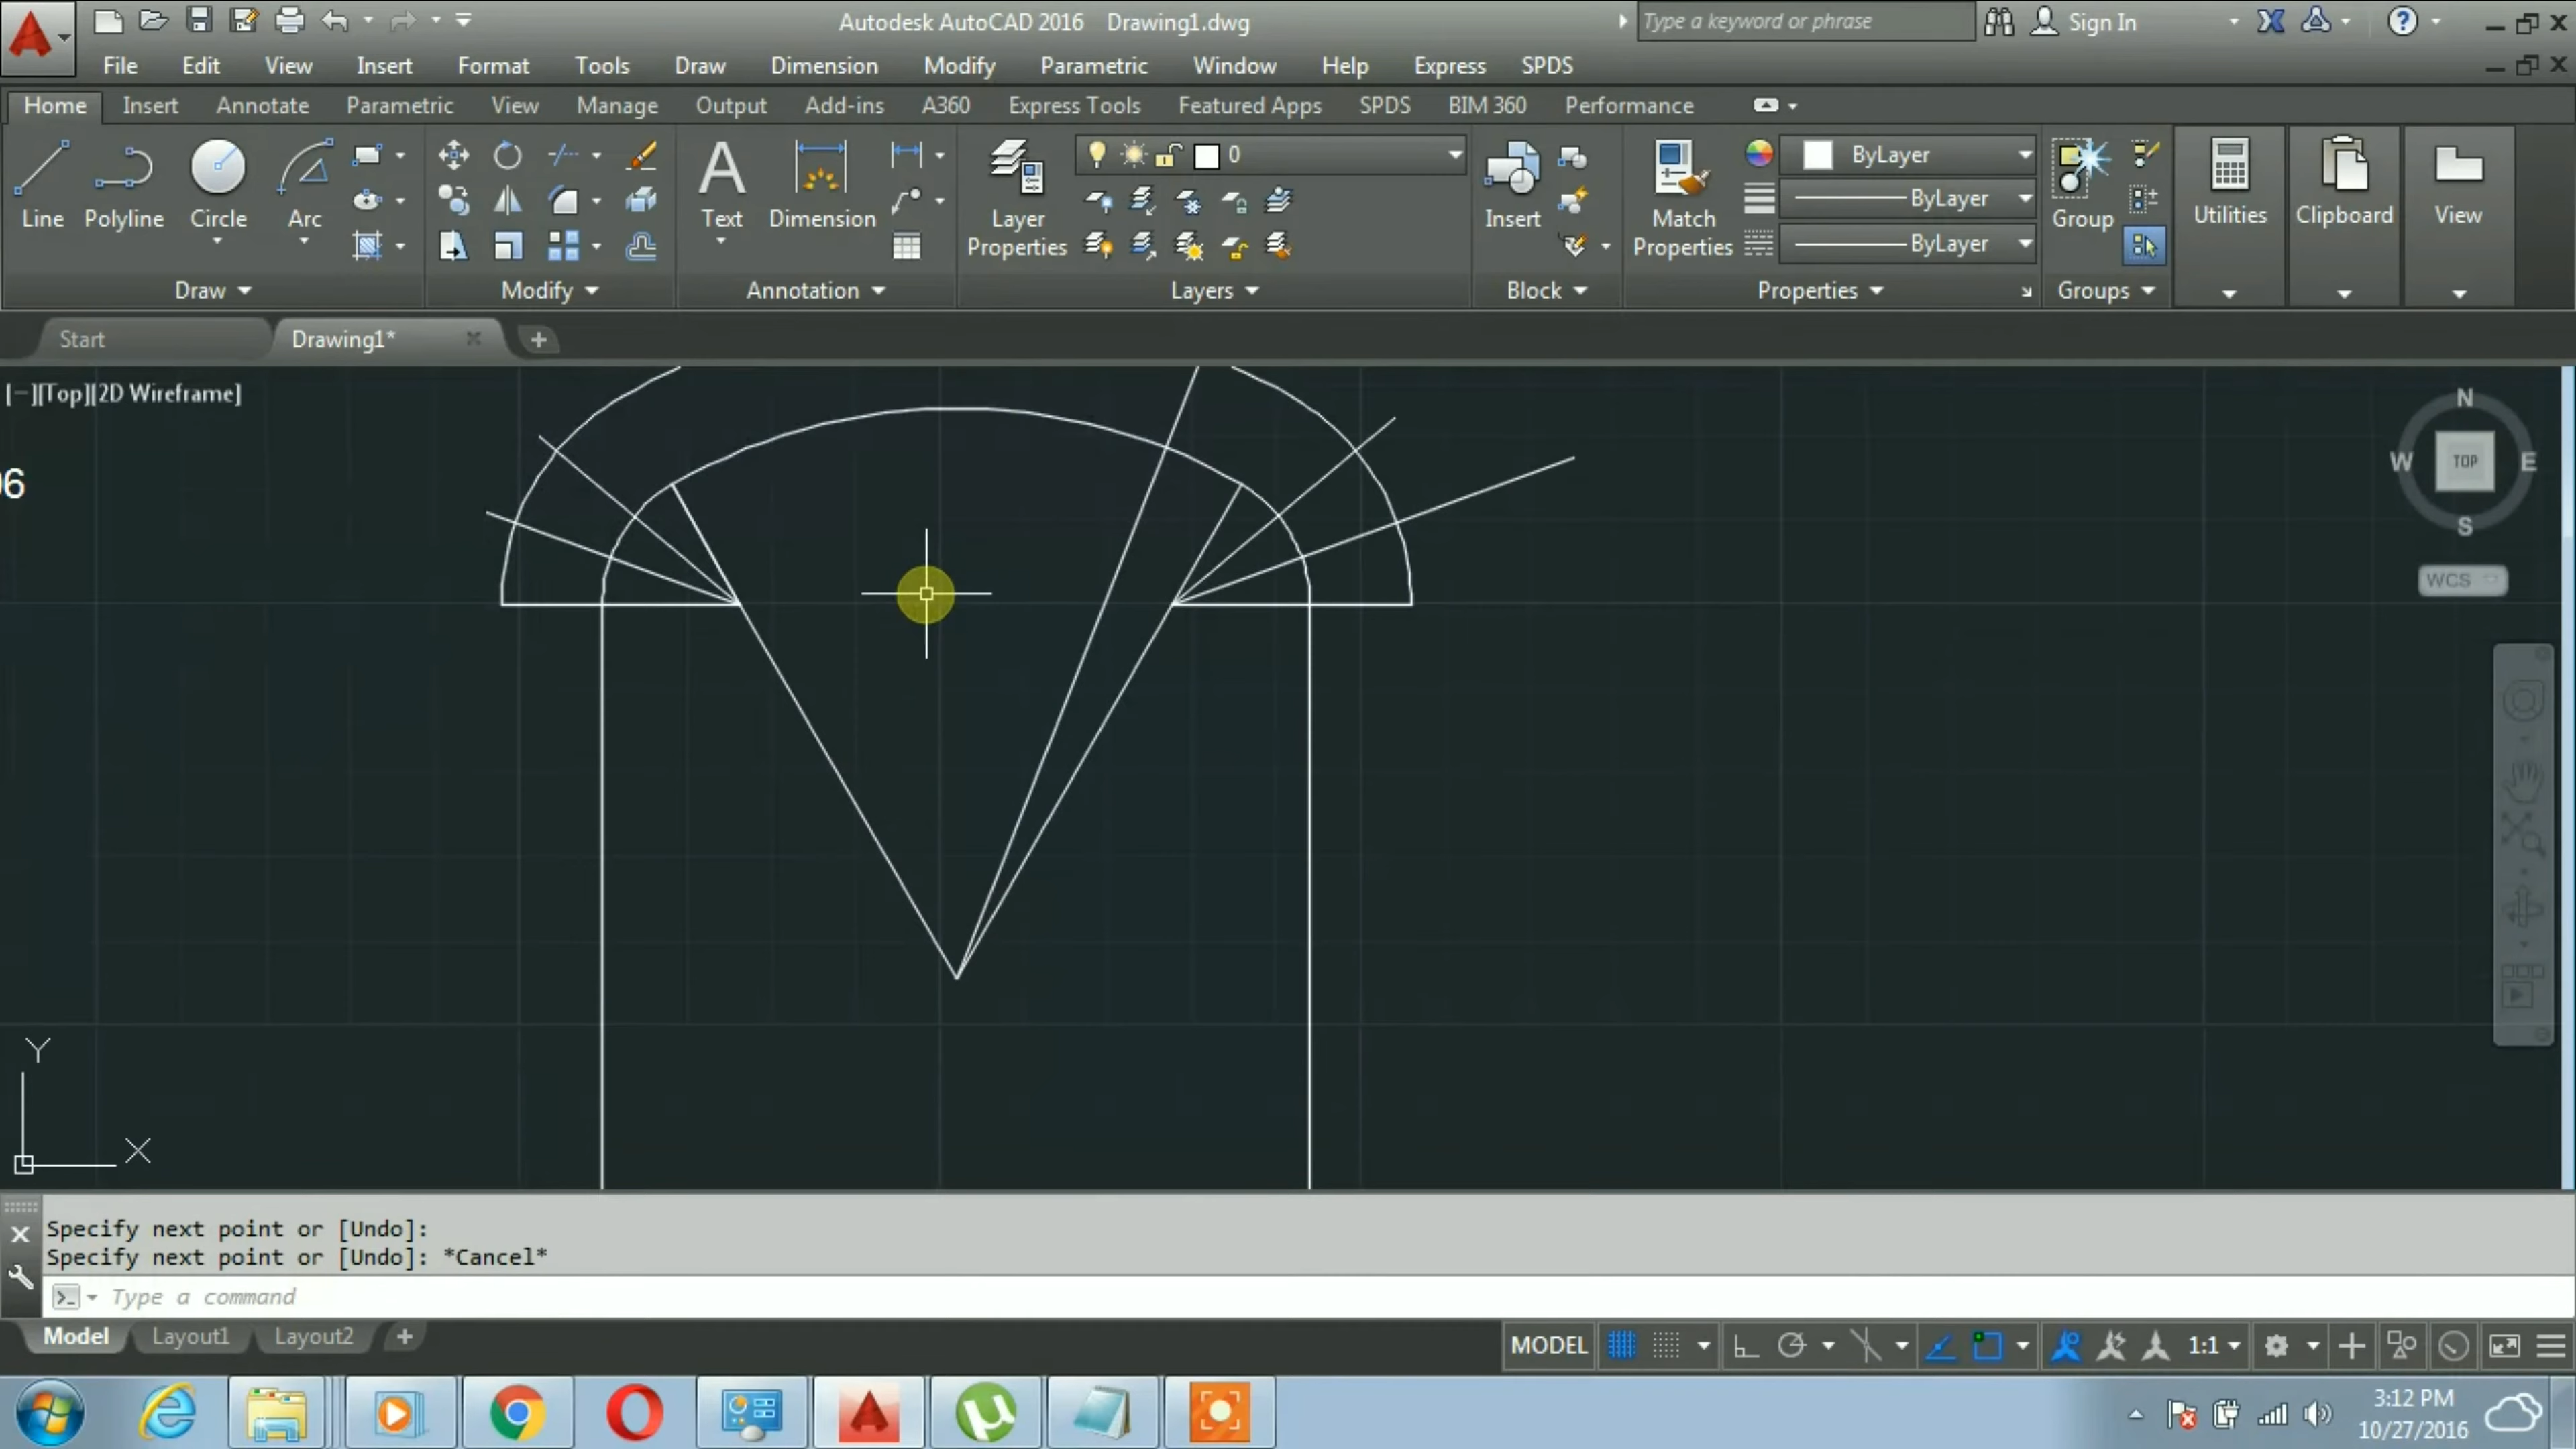 Autodesk AutoCAD 2016 Drawing1.dwg
Type a keyword or phrase
Sign In
File Edit View Insert Format Tools Draw Dimension Modify Parametric Window Help Express SPDS
Home Insert Annotate Parametric View Manage Output Add-ins A360 Express Tools Featured Apps SPDS BIM 360 Performance
Line Polyline Circle Arc
Text Dimension
Layer Properties
0
Insert
Match Properties
ByLayer
ByLayer
ByLayer
Group
Utilities Clipboard View
Draw Modify Annotation Layers Block Properties Groups
Start Drawing1*
[−][Top][2D Wireframe]
N
W TOP E
S
WCS
06
Y
X
Specify next point or [Undo]:
Specify next point or [Undo]: *Cancel*
Type a command
Model Layout1 Layout2
MODEL 1:1
3:12 PM
10/27/2016